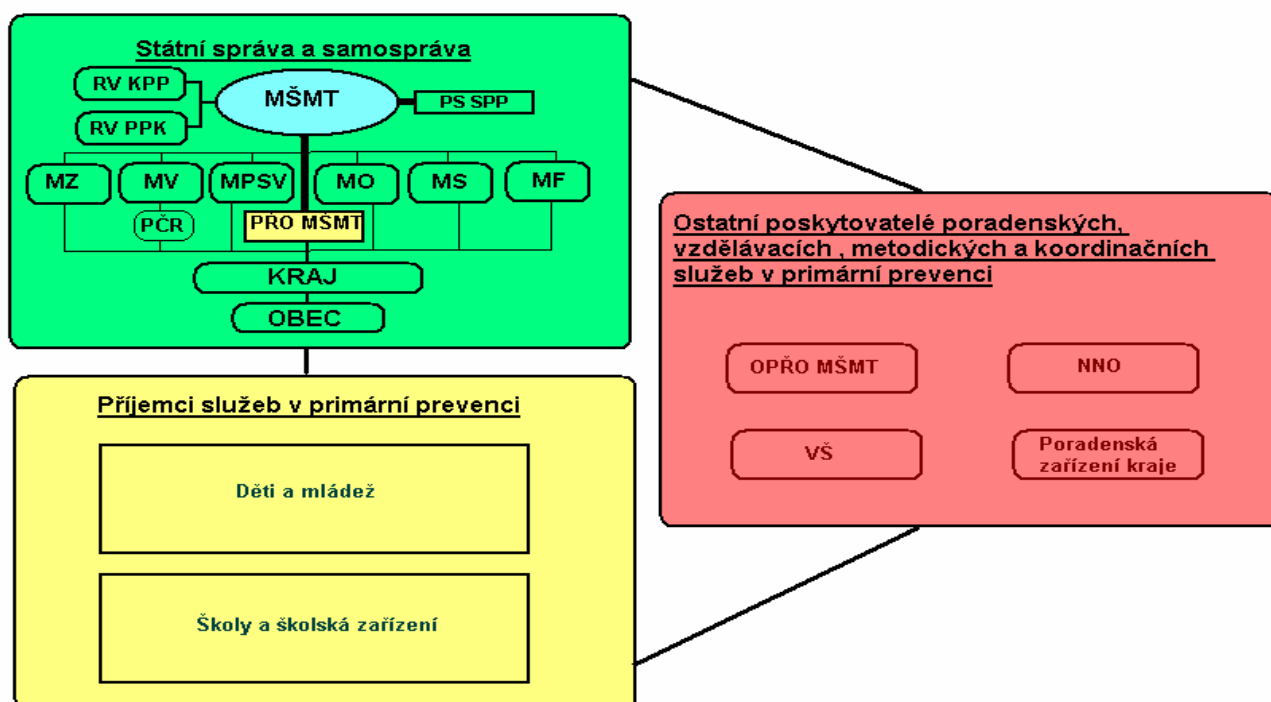 Státní správa a samospráva
RV KPP
MŠMT
PS SPP
RV PPK
MZ
MV
MPSV
MO
MS
MF
PČR
PŘO MŠMT
KRAJ
OBEC
Ostatní poskytovatelé poradenských,
vzdělávacích , metodických a koordinačních
služeb v primární prevenci
OPŘO MŠMT
NNO
VŠ
Poradenská
zařízení kraje
Příjemci služeb v primární prevenci
Děti a mládež
Školy a školská zařízení